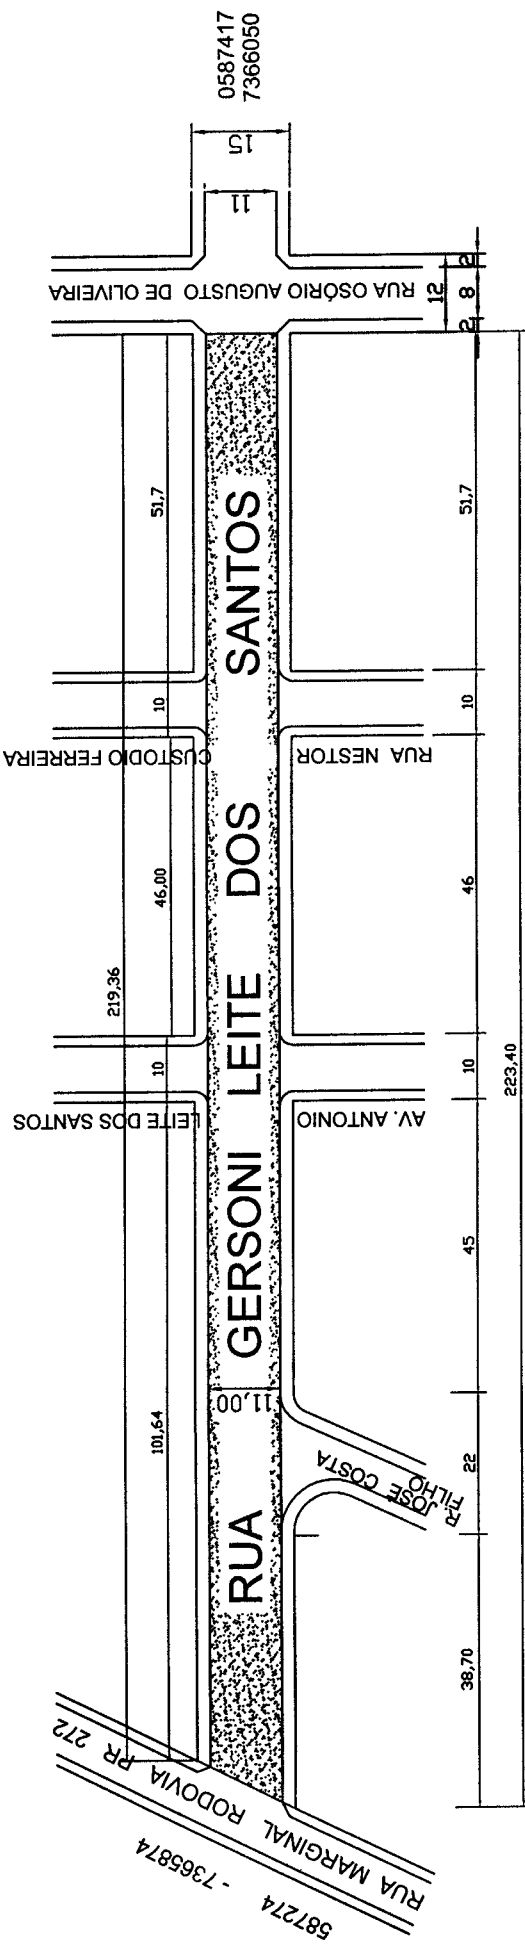 0587417
7366050
15
11
RUA OSÓRIO AUGUSTO DE OLIVEIRA
2
8
2
12
51,7
51,7
SANTOS
10
10
CUSTODIO FERREIRA
RUA NESTOR
DOS
46,00
46
219,36
LEITE
10
10
223,40
LEITE DOS SANTOS
AV. ANTONIO
GERSONI
45
101,64
11,00
22
R. JOSÉ COSTA
FILHO
RUA
38,70
RUA MARGINAL RODOVIA PR 272
587274 - 7365874